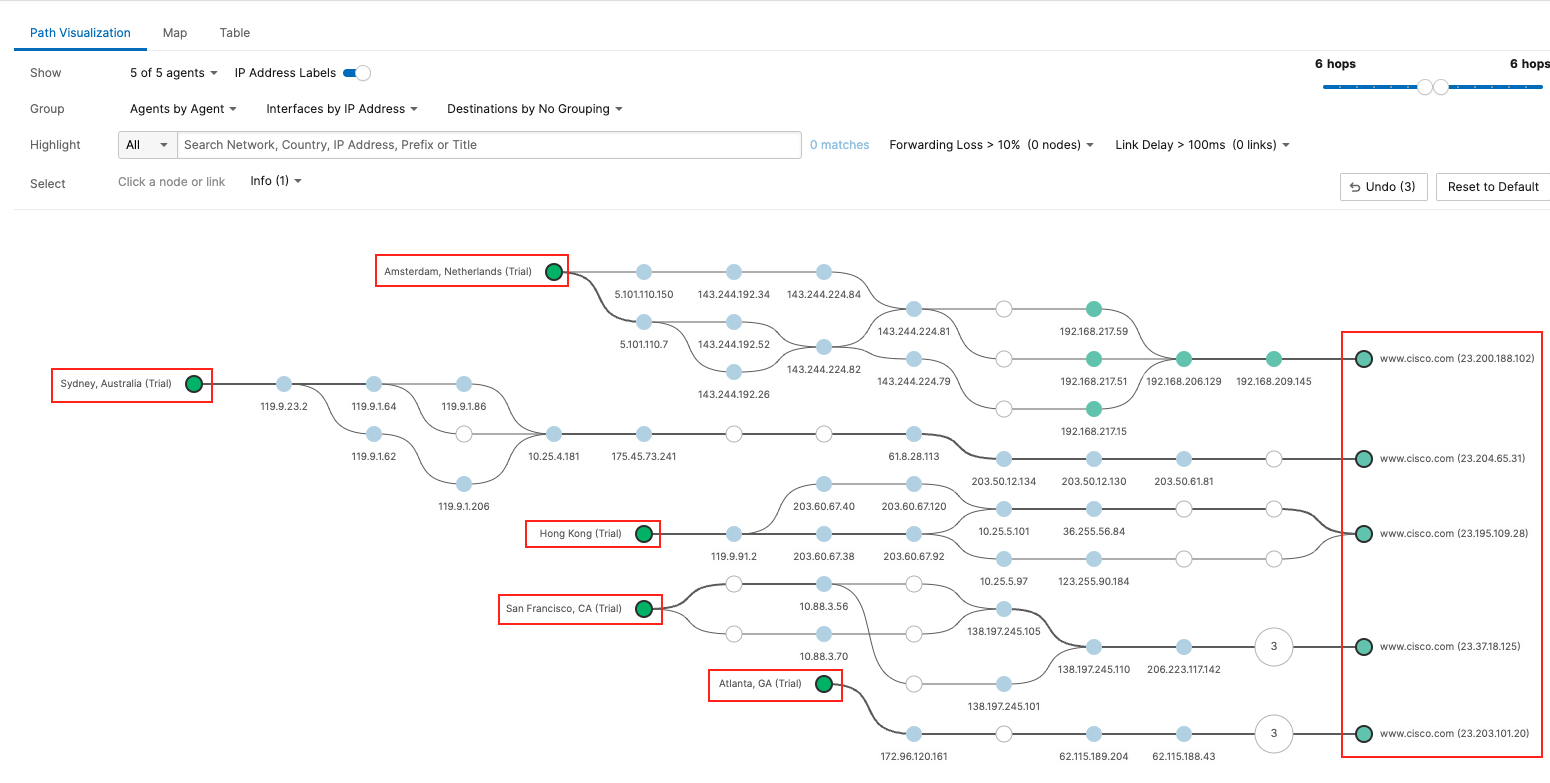 Path Visualization Map Table
Show 5 of 5 agents IP Address Labels
6 hops 6 hops
Group Agents by Agent Interfaces by IP Address Destinations by No Grouping
Highlight All Search Network, Country, IP Address, Prefix or Title 0 matches Forwarding Loss > 10% (0 nodes) Link Delay > 100ms (0 links)
Select Click a node or link Info (1) Undo (3) Reset to Default
Amsterdam, Netherlands (Trial)
5.101.110.150 143.244.192.34 143.244.224.84
143.244.224.81 192.168.217.59
5.101.110.7 143.244.192.52
www.cisco.com (23.200.188.102)
143.244.224.82
143.244.224.79 192.168.217.51 192.168.206.129 192.168.209.145
Sydney, Australia (Trial)
143.244.192.26
119.9.23.2 119.9.1.64 119.9.1.86
192.168.217.15
119.9.1.62 10.25.4.181 175.45.73.241 61.8.28.113
www.cisco.com (23.204.65.31)
203.50.12.134 203.50.12.130 203.50.61.81
119.9.1.206 203.60.67.40 203.60.67.120
Hong Kong (Trial)
10.25.5.101 36.255.56.84
www.cisco.com (23.195.109.28)
119.9.91.2 203.60.67.38 203.60.67.92
10.25.5.97 123.255.90.184
San Francisco, CA (Trial)
10.88.3.56
138.197.245.105
3 www.cisco.com (23.37.18.125)
10.88.3.70
138.197.245.110 206.223.117.142
Atlanta, GA (Trial)
138.197.245.101
3 www.cisco.com (23.203.101.20)
172.96.120.161 62.115.189.204 62.115.188.43